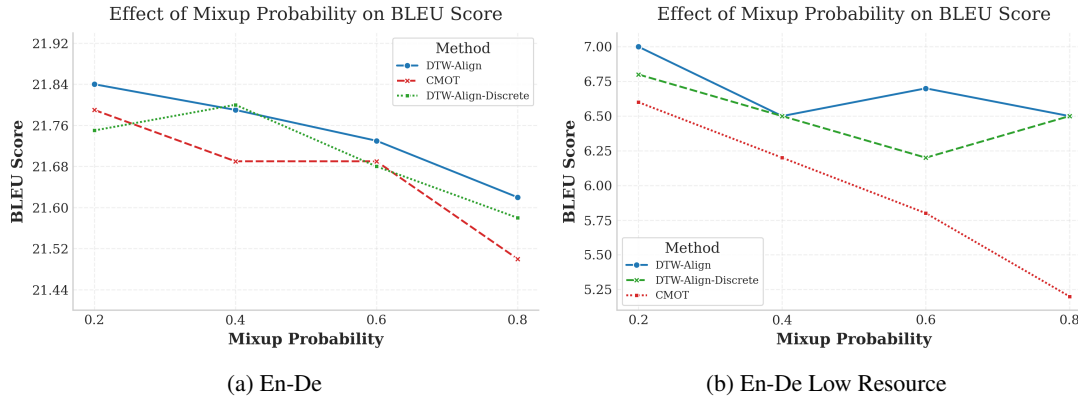 Effect of Mixup Probability on BLEU Score
21.92
21.84
21.76
21.68
21.60
21.52
21.44
BLEU Score
Method
DTW-Align
CMOT
DTW-Align-Discrete
0.2 0.4 0.6 0.8
Mixup Probability
(a) En-De
Effect of Mixup Probability on BLEU Score
7.00
6.75
6.50
6.25
6.00
5.75
5.50
5.25
BLEU Score
Method
DTW-Align
DTW-Align-Discrete
CMOT
0.2 0.4 0.6 0.8
Mixup Probability
(b) En-De Low Resource